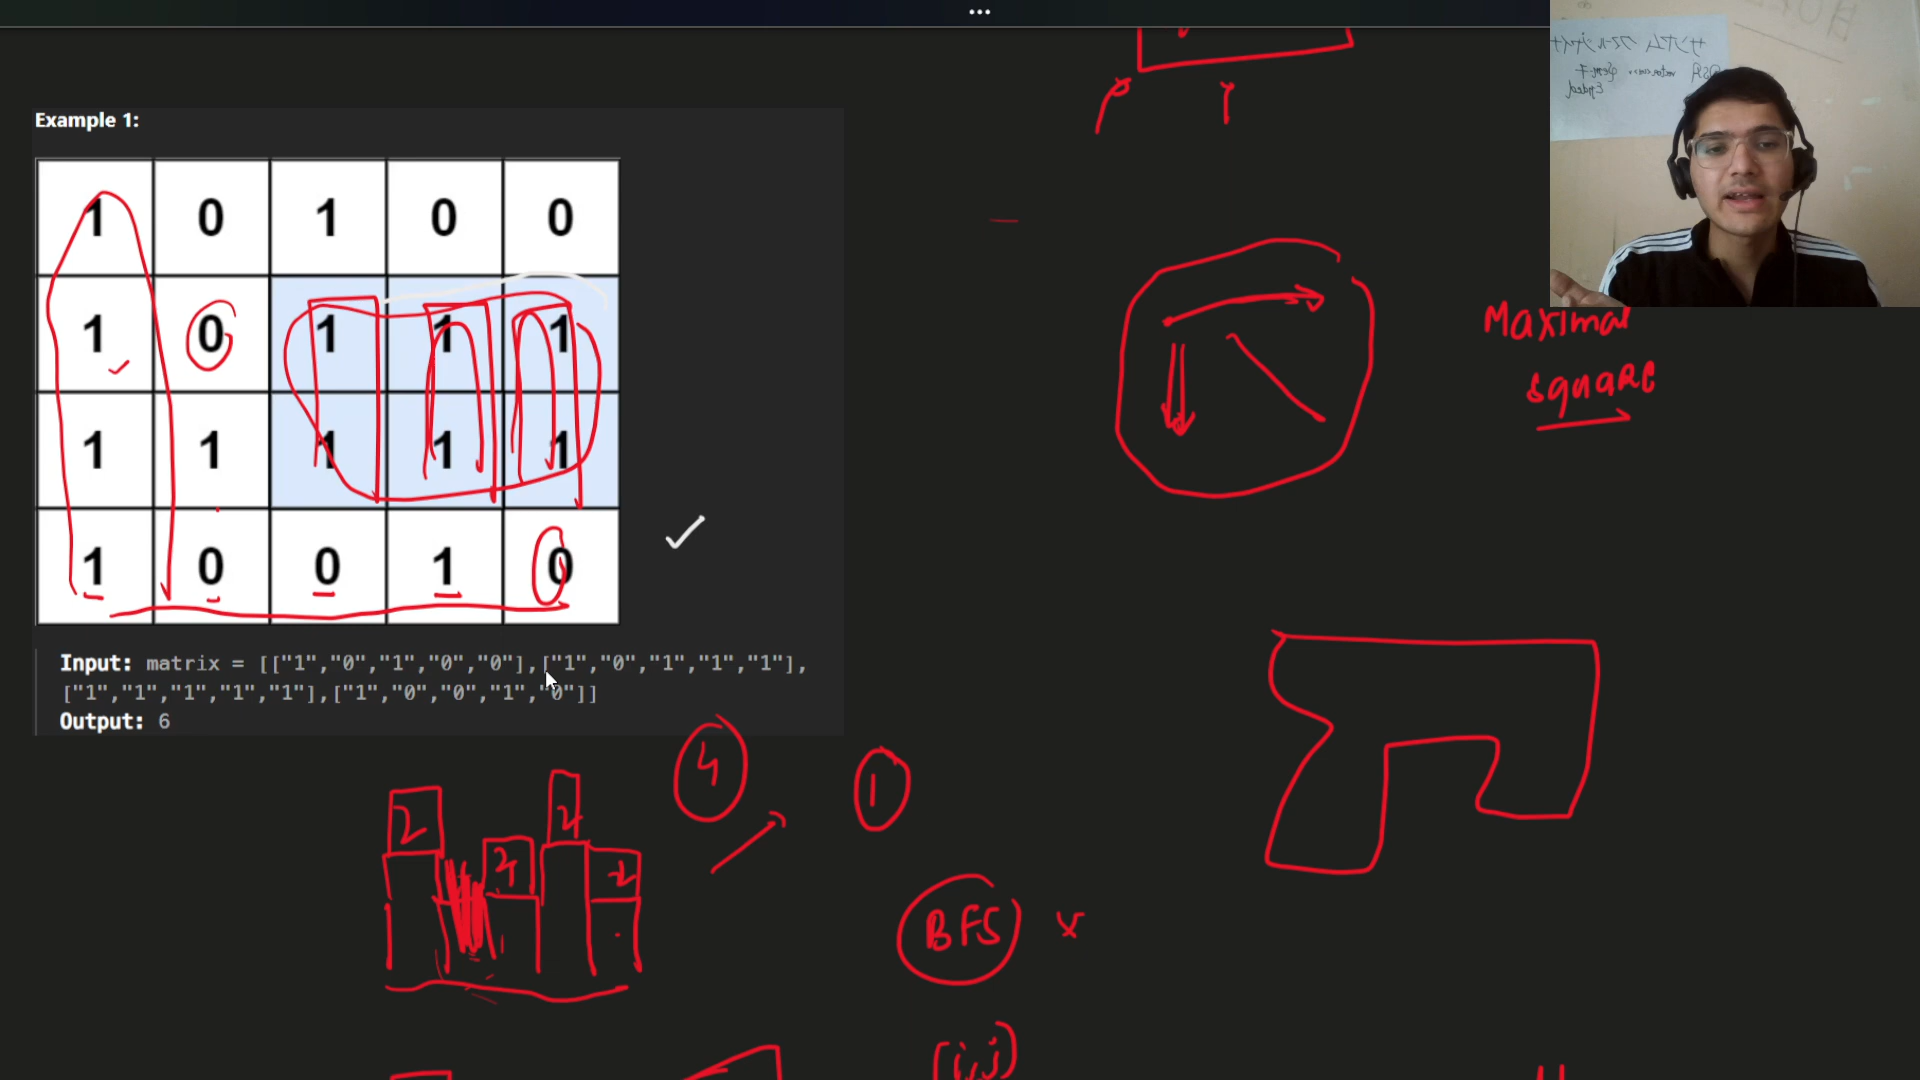 ...
Example 1:
1 0 1 0 0
1 0 1 1 1
1 1 1 1 1
1 0 0 1 0
Input: matrix = [["1","0","1","0","0"],["1","0","1","1","1"],
["1","1","1","1","1"],["1","0","0","1","0"]]
Output: 6
Maximal
square
4
1
2
2
BFS x
(i,j)